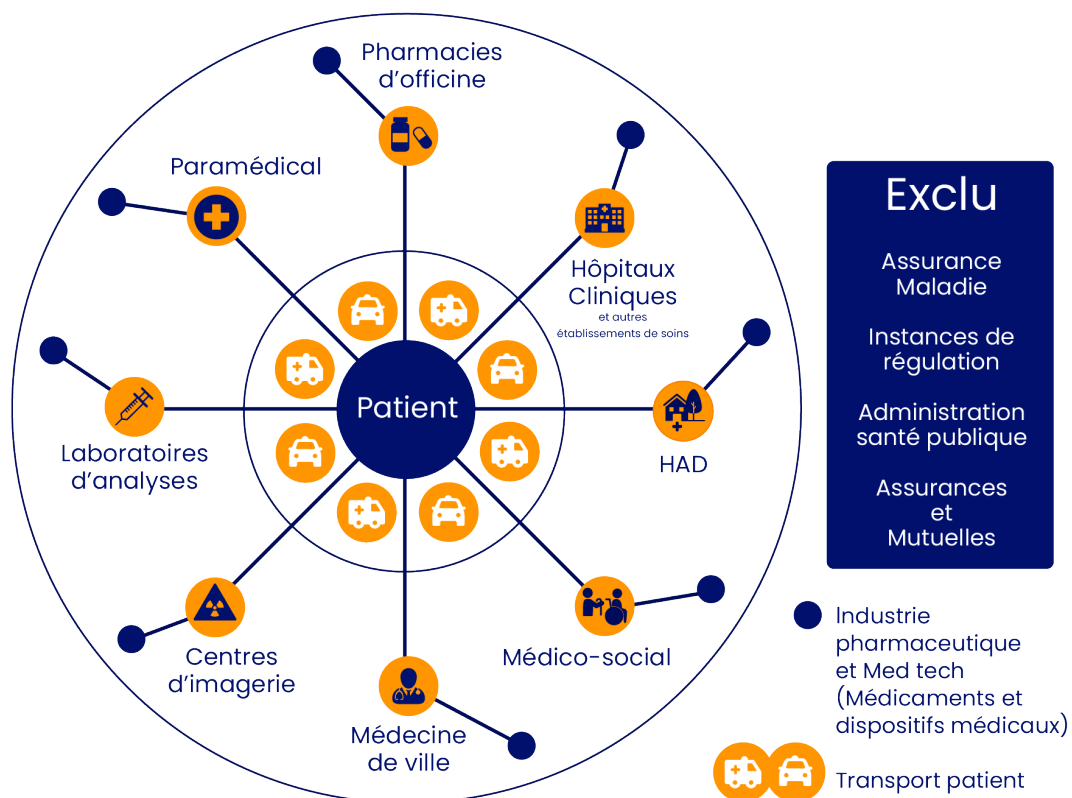 Pharmacies
d'officine
Paramédical
Hôpitaux
Cliniques
et autres
établissements de soins
Patient
Laboratoires
d'analyses
HAD
Centres
d'imagerie
Médico-social
Médecine
de ville
Exclu
Assurance
Maladie
Instances de
régulation
Administration
santé publique
Assurances
et
Mutuelles
Industrie
pharmaceutique
et Med tech
(Médicaments et
dispositifs médicaux)
Transport patient